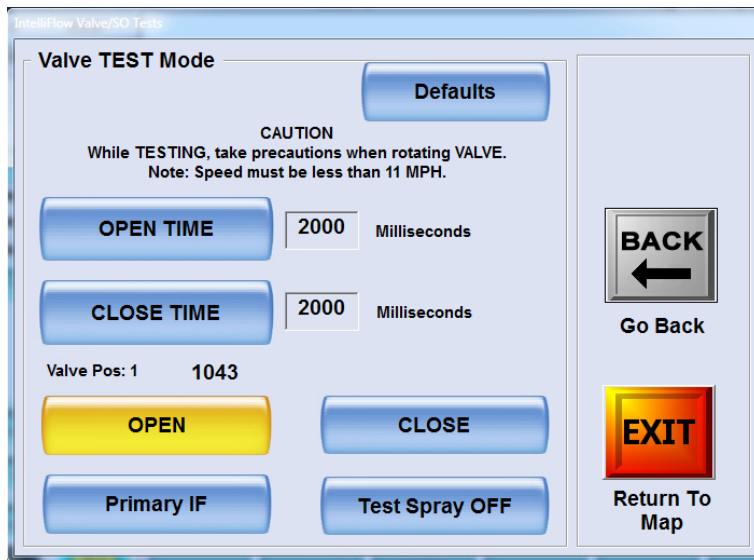 IntelliFlow Valve/SO Tests
Valve TEST Mode
Defaults
CAUTION
While TESTING, take precautions when rotating VALVE.
Note: Speed must be less than 11 MPH.
OPEN TIME 2000 Milliseconds
CLOSE TIME 2000 Milliseconds
Valve Pos: 1 1043
OPEN CLOSE
Primary IF Test Spray OFF
BACK
Go Back
EXIT
Return To
Map